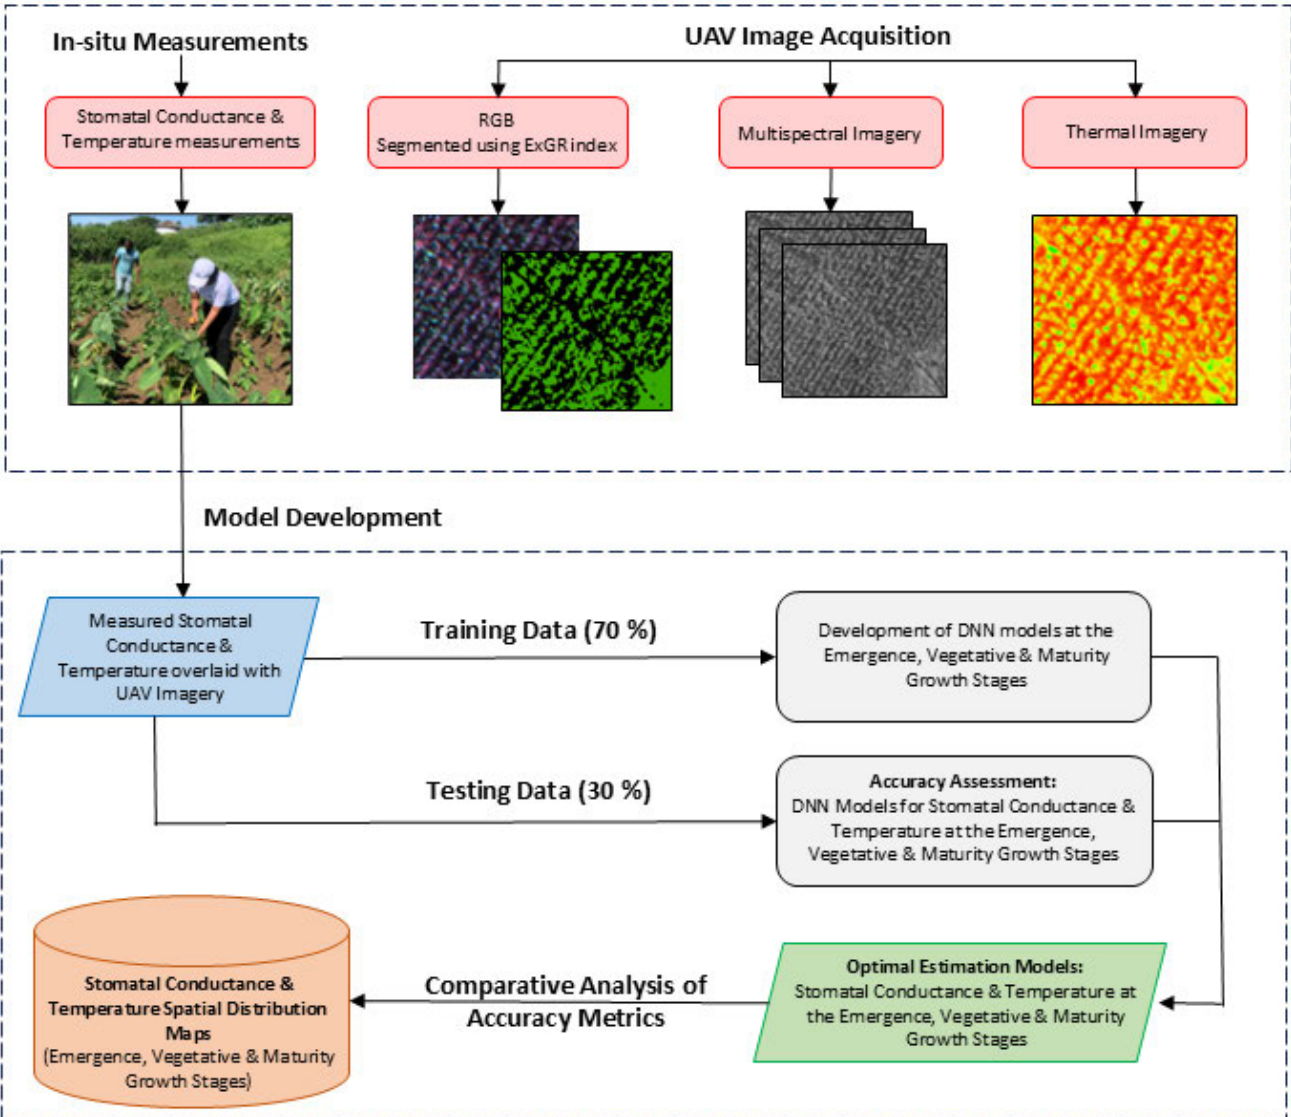 In-situ Measurements
UAV Image Acquisition
Stomatal Conductance &
Temperature measurements
RGB
Segmented using ExGR index
Multispectral Imagery
Thermal Imagery
Model Development
Measured Stomatal
Conductance &
Temperature overlaid with
UAV Imagery
Training Data (70 %)
Development of DNN models at the
Emergence, Vegetative & Maturity
Growth Stages
Testing Data (30 %)
Accuracy Assessment:
DNN Models for Stomatal Conductance &
Temperature at the Emergence,
Vegetative & Maturity Growth Stages
Optimal Estimation Models:
Stomatal Conductance & Temperature at
the Emergence, Vegetative & Maturity
Growth Stages
Comparative Analysis of
Accuracy Metrics
Stomatal Conductance &
Temperature Spatial Distribution
Maps
(Emergence, Vegetative & Maturity
Growth Stages)